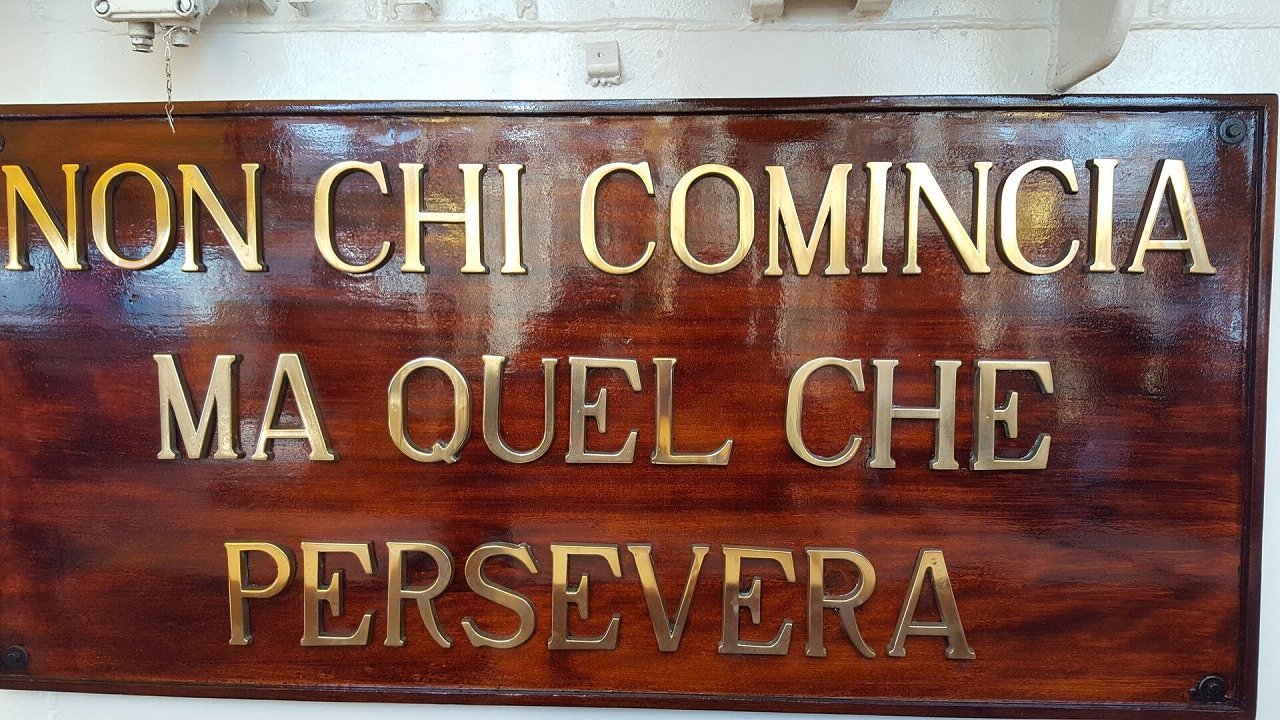 NON CHI COMINCIA
MA QUEL CHE
PERSEVERA